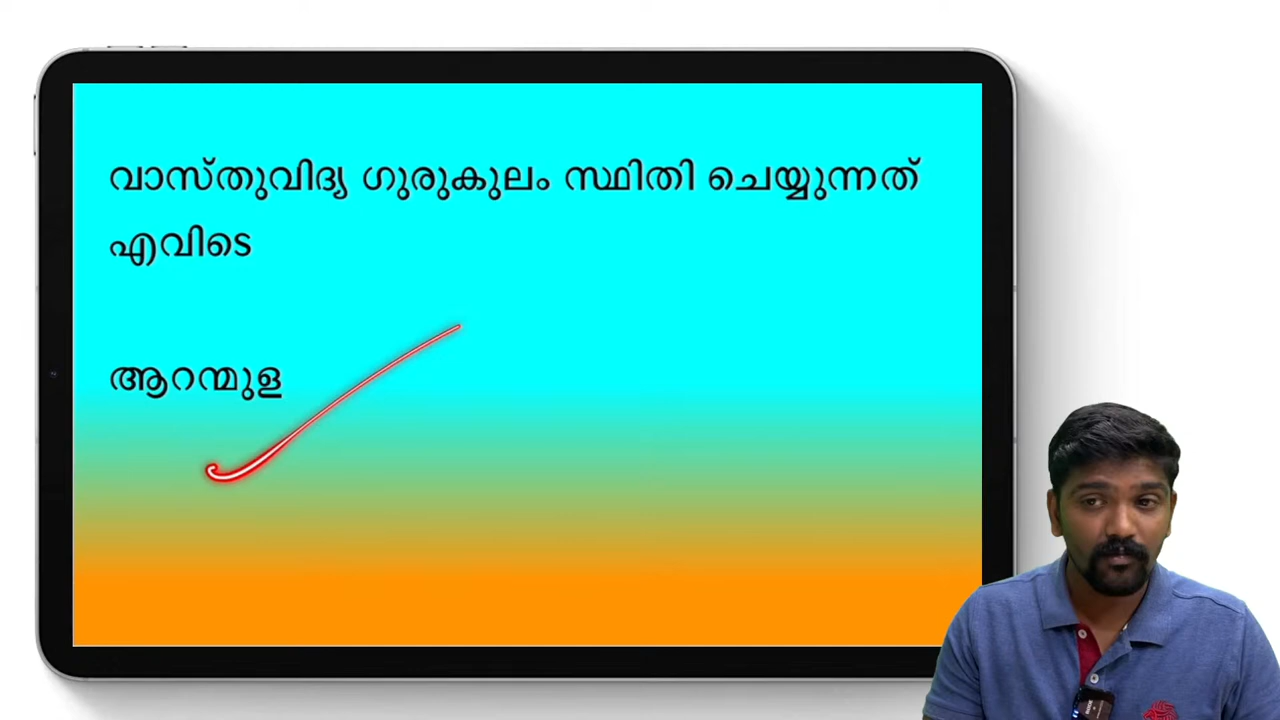 വാസ്തുവിദ്യ ഗുരുകുലം സ്ഥിതി ചെയ്യുന്നത്
എവിടെ
ആറന്മുള